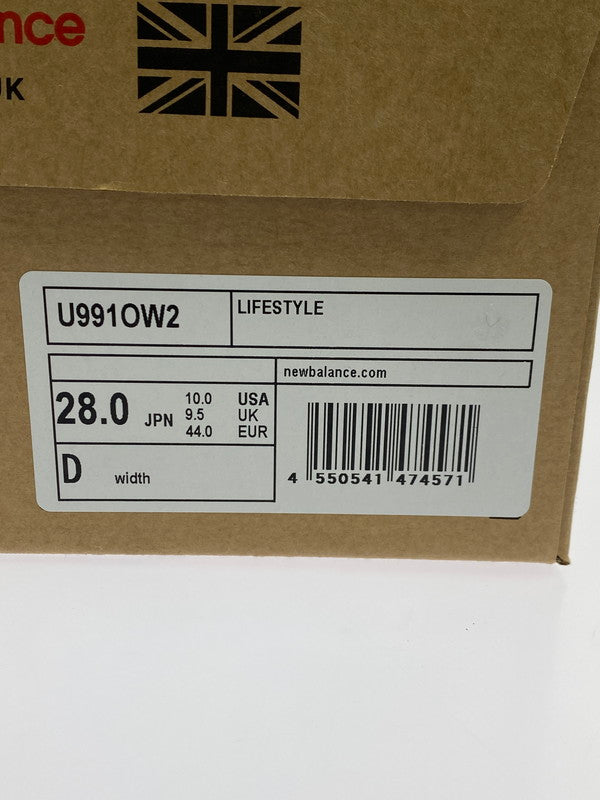 nce
UK
U991OW2
LIFESTYLE
newbalance.com
28.0 JPN
10.0 USA
9.5 UK
44.0 EUR
D width
4 550541 474571